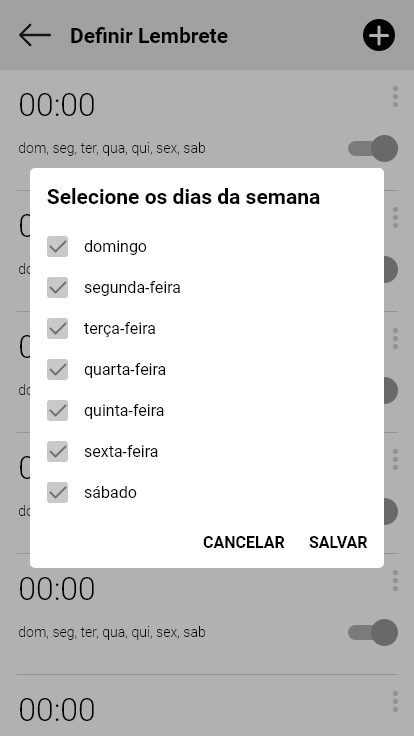 Definir Lembrete
00:00
dom, seg, ter, qua, qui, sex, sab
Selecione os dias da semana
domingo
segunda-feira
terça-feira
quarta-feira
quinta-feira
sexta-feira
sábado
CANCELAR SALVAR
00:00
dom, seg, ter, qua, qui, sex, sab
00:00